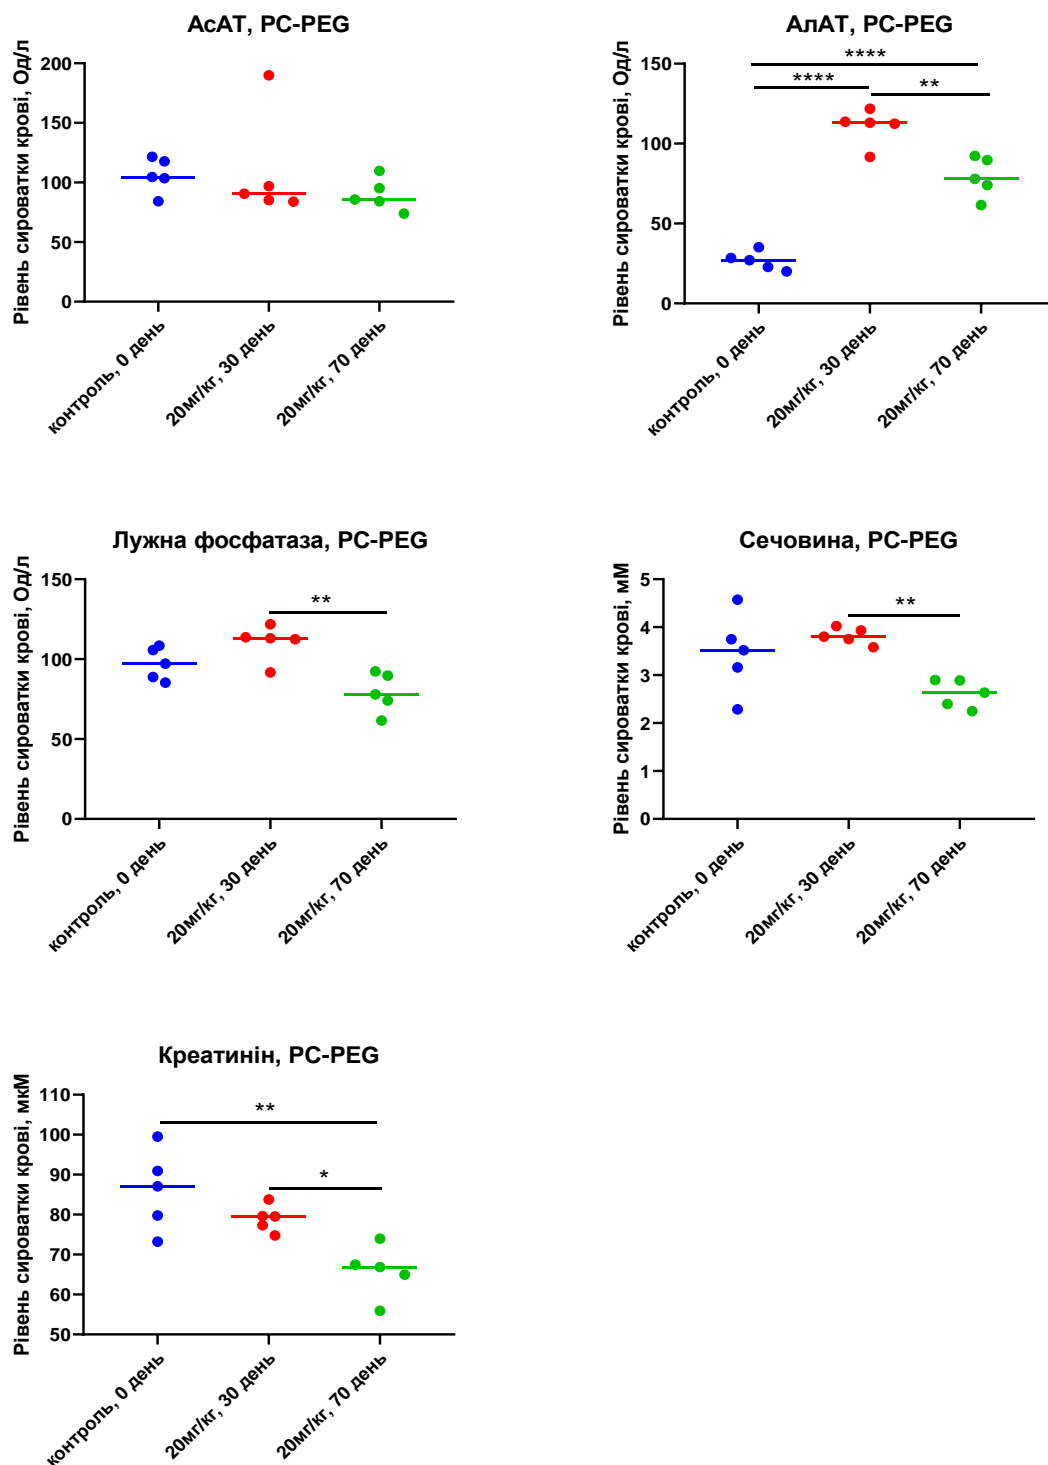 АсАТ, PC-PEG
Рівень сироватки крові, Од/л
200
150
100
50
0
контроль, 0 день
20мг/кг, 30 день
20мг/кг, 70 день
АлАТ, PC-PEG
Рівень сироватки крові, Од/л
****
****
**
150
100
50
0
контроль, 0 день
20мг/кг, 30 день
20мг/кг, 70 день
Лужна фосфатаза, PC-PEG
Рівень сироватки крові, Од/л
**
150
100
50
0
контроль, 0 день
20мг/кг, 30 день
20мг/кг, 70 день
Сечовина, PC-PEG
Рівень сироватки крові, мМ
**
5
4
3
2
1
0
контроль, 0 день
20мг/кг, 30 день
20мг/кг, 70 день
Креатинін, PC-PEG
Рівень сироватки крові, мкМ
**
*
110
100
90
80
70
60
50
контроль, 0 день
20мг/кг, 30 день
20мг/кг, 70 день